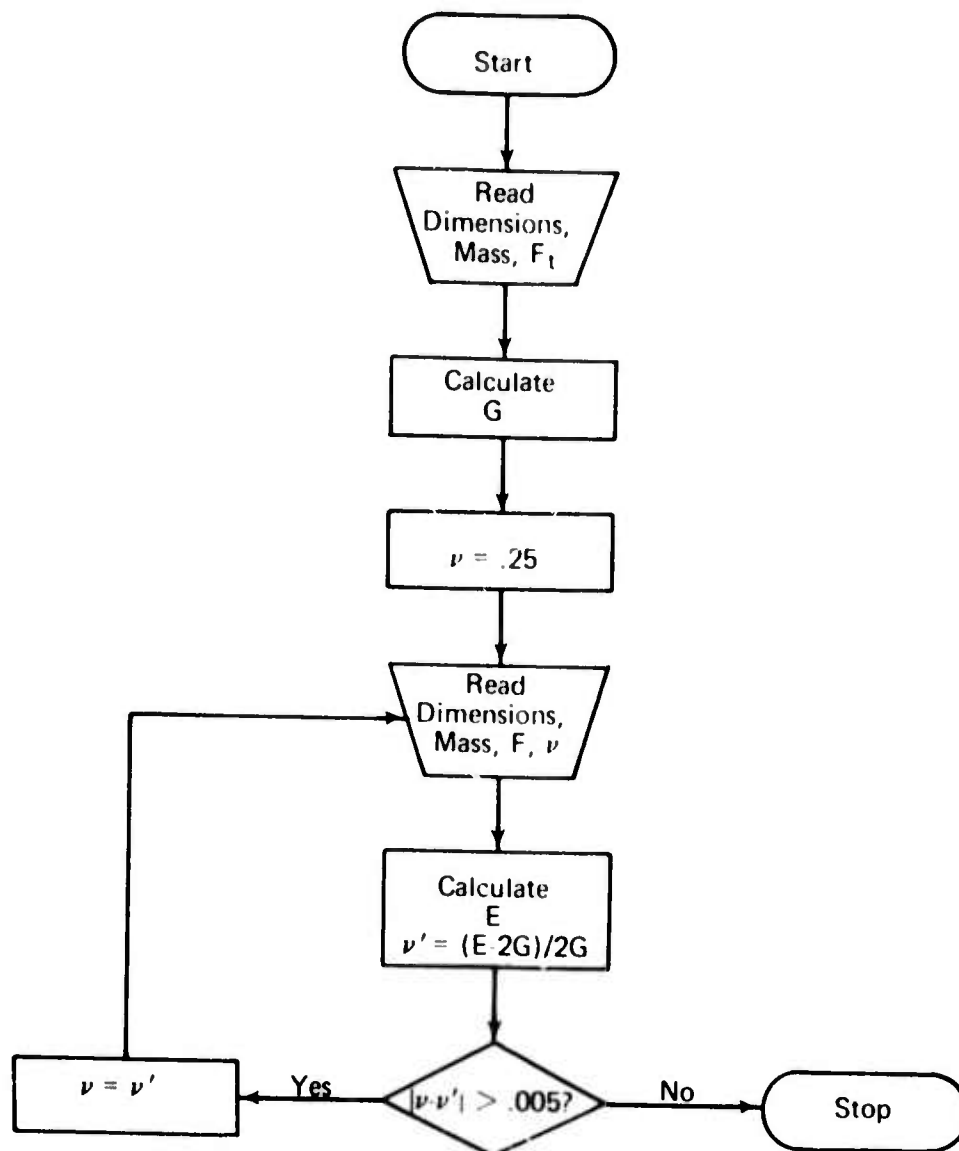 Start
Read
Dimensions,
Mass, Fₜ
Calculate
G
ν = .25
Read
Dimensions,
Mass, F, ν
Calculate
E
ν' = (E-2G)/2G
ν = ν'
Yes
|ν-ν'| > .005?
No
Stop